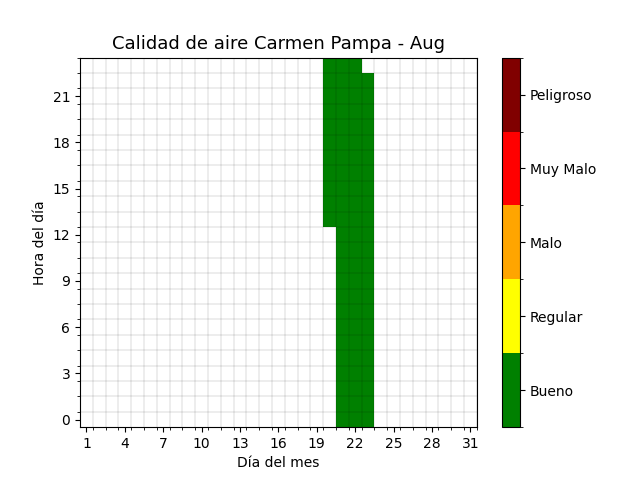 Calidad de aire Carmen Pampa - Aug
Hora del día
21
18
15
12
9
6
3
0
1 4 7 10 13 16 19 22 25 28 31
Día del mes
Peligroso
Muy Malo
Malo
Regular
Bueno